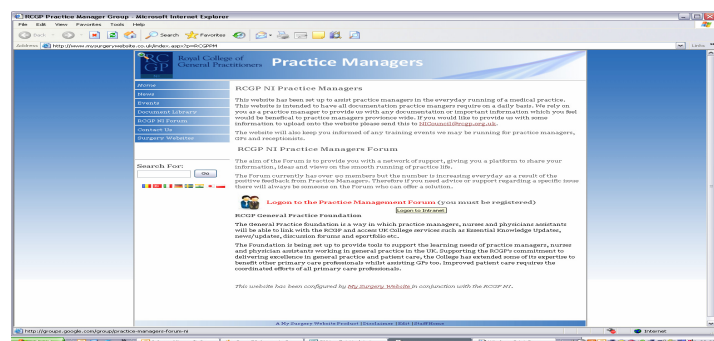 RCGP Practice Manager Group - Microsoft Internet Explorer
File Edit View Favorites Tools Help
Back Search Favorites
Address http://www.mysurgerywebsite.co.uk/index.aspx?p=RCGPPM Links
RC GP Royal College of General Practitioners Practice Managers
Home
News
Events
Document Library
RCGP NI Forum
Contact Us
Surgery Websites
Search For:
Go
RCGP NI Practice Managers
This website has been set up to assist practice managers in the everyday running of a medical practice.
This website is intended to have all documentation practice mangers require on a daily basis. We rely on
you as a practice manager to provide us with any documentation or important information which you feel
would be benefical to practice managers provience wide. If you would like to provide us with some
information to upload onto the website please send this to NICouncil@rcgp.org.uk.
The website will also keep you informed of any training events we may be running for practice managers,
GPs and receptionists.
RCGP NI Practice Managers Forum
The aim of the Forum is to provide you with a network of support, giving you a platform to share your
information, ideas and views on the smooth running of practice life.
The Forum currently has over 90 members but the number is increasing everyday as a result of the
positive feedback from Practice Managers. Therefore if you need advice or support regarding a specific issue
there will always be someone on the Forum who can offer a solution.
Logon to the Practice Management Forum (you must be registered)
Logon to Intranet
RCGP General Practice Foundation
The General Practice foundation is a way in which practice managers, nurses and physicians assistants
will be able to link with the RCGP and access UK College services such as Essential Knowledge Updates,
news/updates, discussion forums and eportfolio etc.
The Foundation is being set up to provide tools to support the learning needs of practice managers, nurses
and physician assistants working in general practice in the UK. Supporting the RCGP's commitment to
delivering excellence in general practice and patient care, the College has extended some of its expertise to
benefit other primary care professionals whilst assisting GPs too. Improved patient care requires the
coordinated efforts of all primary care professionals.
This website has been configured by My Surgery Website in conjunction with the RCGP NI.
A My Surgery Website Product |Disclaimer |Edit |Staff Home
http://groups.google.com/group/practice-managers-forum-ni Internet